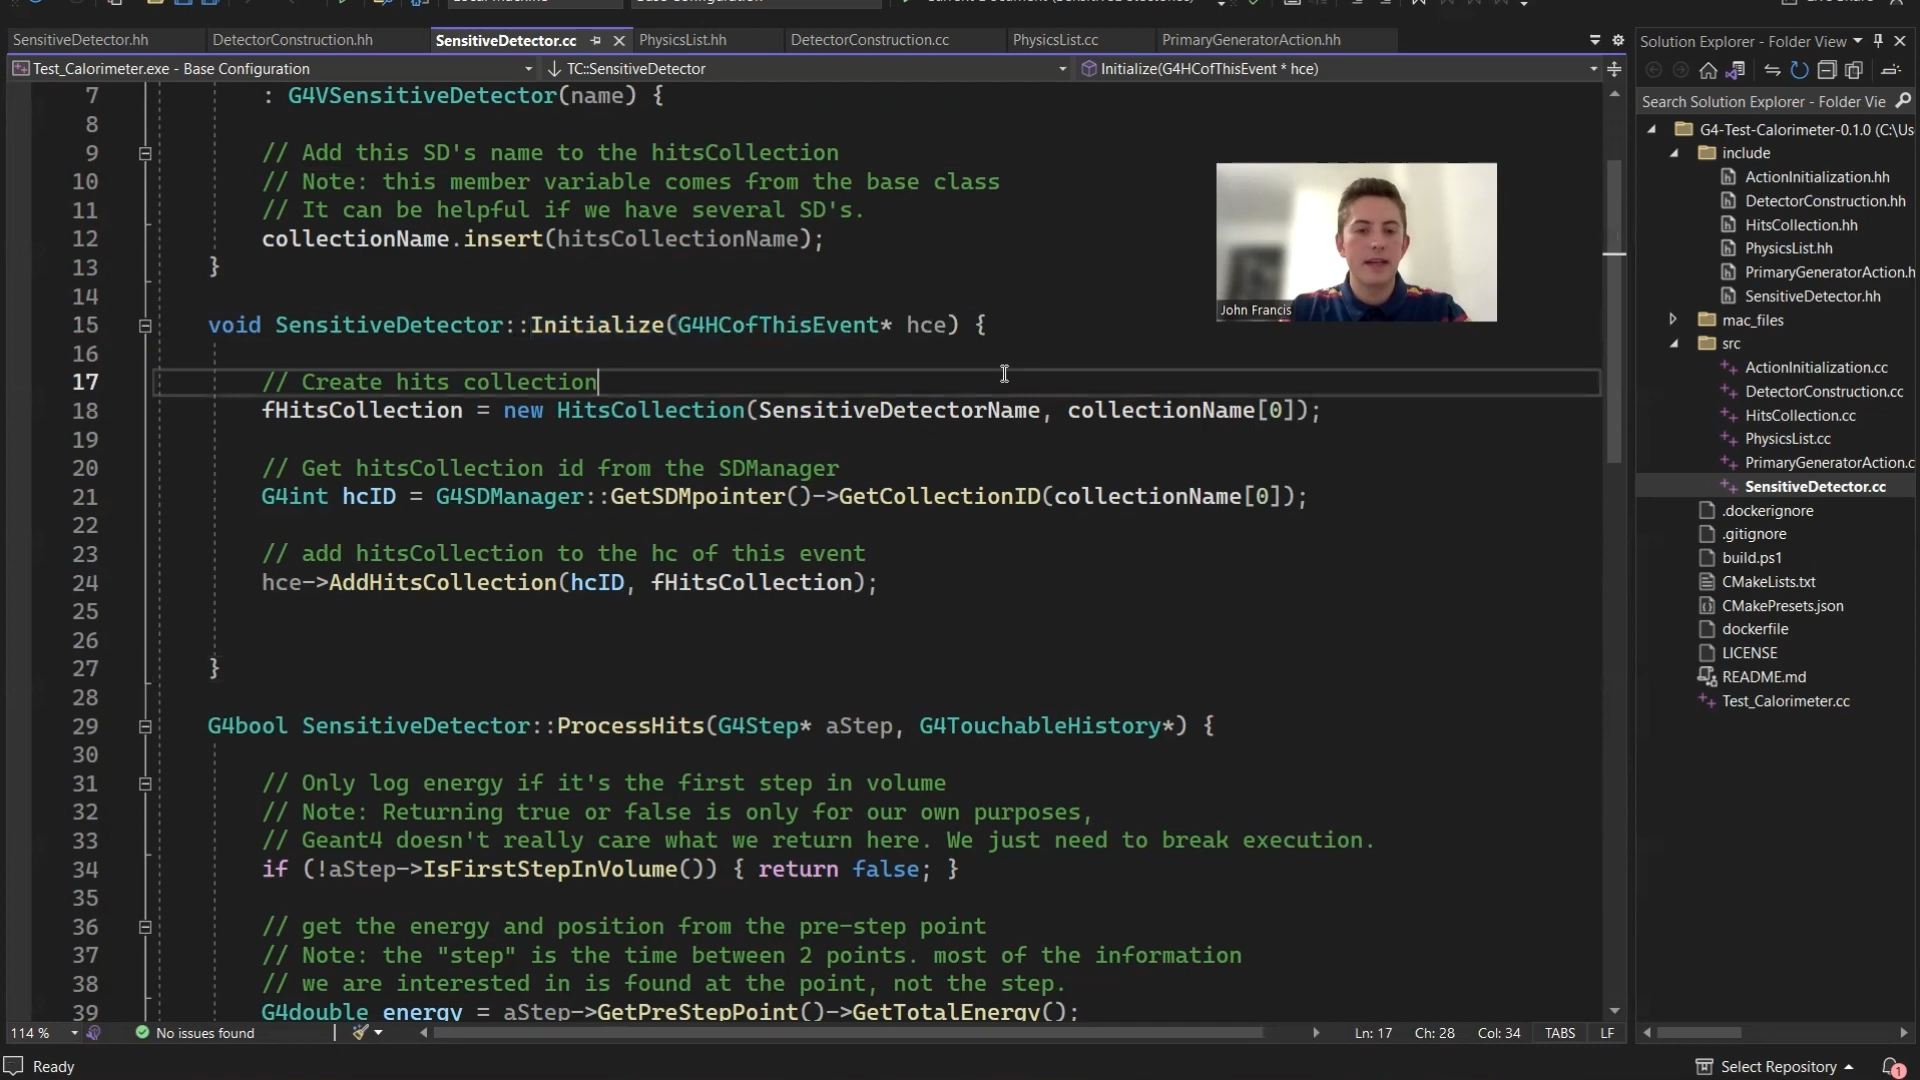 SensitiveDetector.hh
DetectorConstruction.hh
SensitiveDetector.cc
PhysicsList.hh
DetectorConstruction.cc
PhysicsList.cc
PrimaryGeneratorAction.hh
Test_Calorimeter.exe - Base Configuration
TC::SensitiveDetector
Initialize(G4HCofThisEvent * hce)
7 : G4VSensitiveDetector(name) {
8
9 // Add this SD's name to the hitsCollection
10 // Note: this member variable comes from the base class
11 // It can be helpful if we have several SD's.
12 collectionName.insert(hitsCollectionName);
13 }
14
15 void SensitiveDetector::Initialize(G4HCofThisEvent* hce) {
16
17 // Create hits collection
18 fHitsCollection = new HitsCollection(SensitiveDetectorName, collectionName[0]);
19
20 // Get hitsCollection id from the SDManager
21 G4int hcID = G4SDManager::GetSDMpointer()->GetCollectionID(collectionName[0]);
22
23 // add hitsCollection to the hc of this event
24 hce->AddHitsCollection(hcID, fHitsCollection);
25
26
27 }
28
29 G4bool SensitiveDetector::ProcessHits(G4Step* aStep, G4TouchableHistory*) {
30
31 // Only log energy if it's the first step in volume
32 // Note: Returning true or false is only for our own purposes,
33 // Geant4 doesn't really care what we return here. We just need to break execution.
34 if (!aStep->IsFirstStepInVolume()) { return false; }
35
36 // get the energy and position from the pre-step point
37 // Note: the "step" is the time between 2 points. most of the information
38 // we are interested in is found at the point, not the step.
39 G4double energy = aStep->GetPreStepPoint()->GetTotalEnergy();
John Francis
114 %
No issues found
Ln: 17
Ch: 28
Col: 34
TABS
LF
Ready
Solution Explorer - Folder View
Search Solution Explorer - Folder Vie
G4-Test-Calorimeter-0.1.0 (C:\Us
include
ActionInitialization.hh
DetectorConstruction.hh
HitsCollection.hh
PhysicsList.hh
PrimaryGeneratorAction.h
SensitiveDetector.hh
mac_files
src
ActionInitialization.cc
DetectorConstruction.cc
HitsCollection.cc
PhysicsList.cc
PrimaryGeneratorAction.c
SensitiveDetector.cc
.dockerignore
.gitignore
build.ps1
CMakeLists.txt
CMakePresets.json
dockerfile
LICENSE
README.md
Test_Calorimeter.cc
Select Repository
1